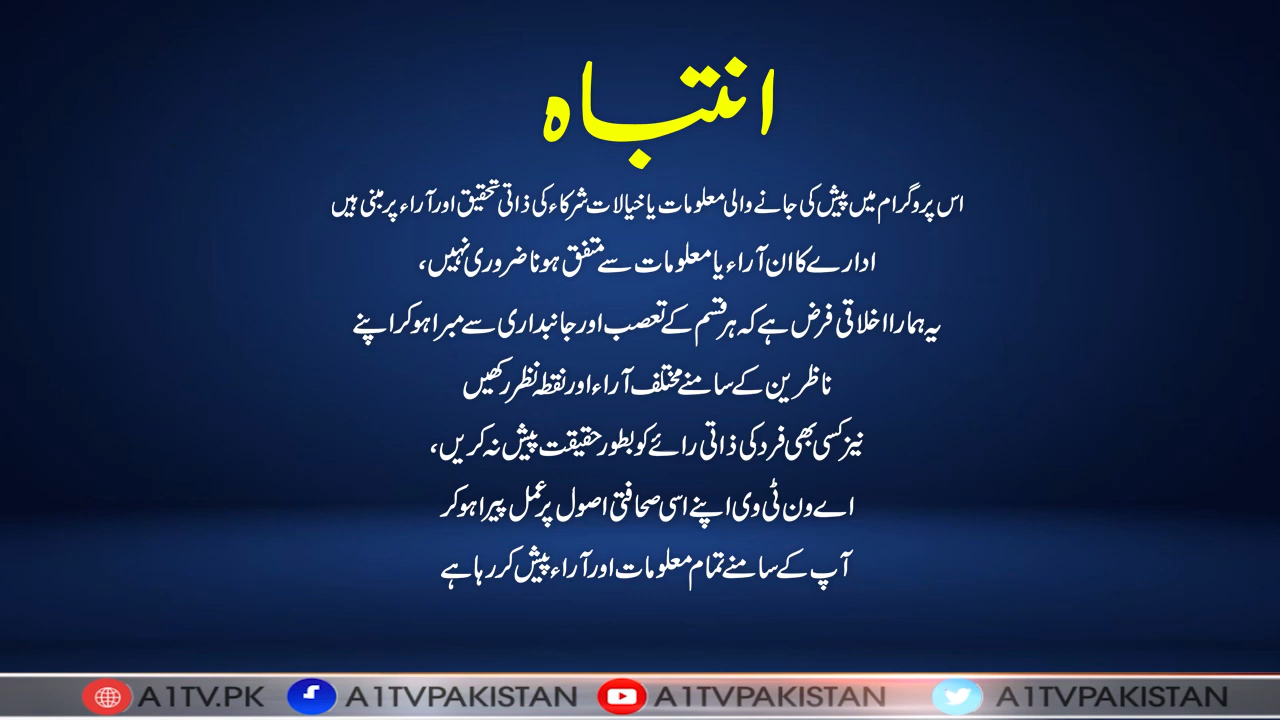 انتباہ
اس پروگرام میں پیش کی جانے والی معلومات یا خیالات شرکاء کی ذاتی تحقیق اور آراء پر مبنی ہیں
ادارے کا ان آراء یا معلومات سے متفق ہونا ضروری نہیں،
یہ ہمارا اخلاقی فرض ہے کہ ہر قسم کے تعصب اور جانبداری سے مبرا ہو کر اپنے
ناظرین کے سامنے مختلف آراء اور نقطہ نظر رکھیں
نیز کسی بھی فرد کی ذاتی رائے کو بطور حقیقت پیش نہ کریں،
اے ون ٹی وی اپنے اسی صحافتی اصول پر عمل پیرا ہو کر
آپ کے سامنے تمام معلومات اور آراء پیش کر رہا ہے
A1TV.PK A1TVPAKISTAN A1TVPAKISTAN A1TVPAKISTAN